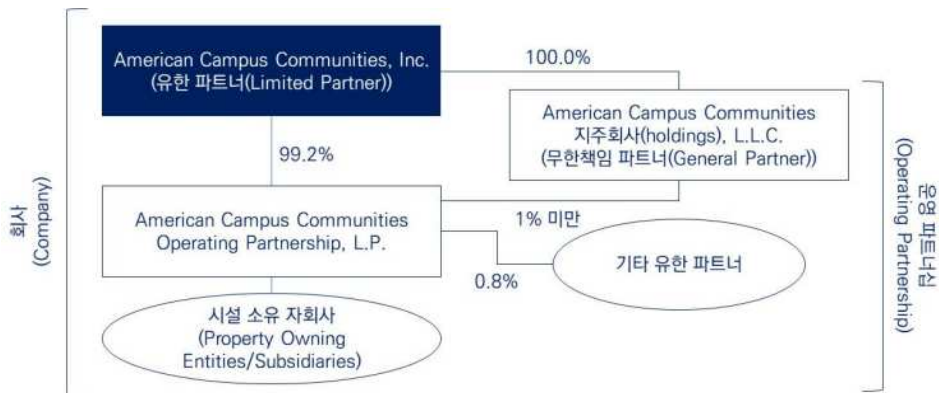 American Campus Communities, Inc.
(유한 파트너(Limited Partner))
100.0%
American Campus Communities
지주회사(holdings), L.L.C.
(무한책임 파트너(General Partner))
99.2%
American Campus Communities
Operating Partnership, L.P.
1% 미만
0.8%
기타 유한 파트너
시설 소유 자회사
(Property Owning
Entities/Subsidiaries)
회사
(Company)
운영 파트너십
(Operating Partnership)